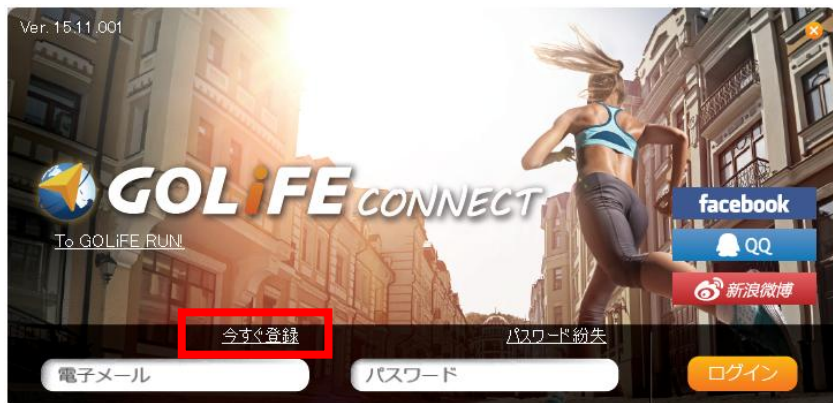 Ver. 15.11.001
GOLiFE CONNECT
To GOLiFE RUN!
facebook
QQ
新浪微博
今すぐ登録
パスワード紛失
電子メール
パスワード
ログイン